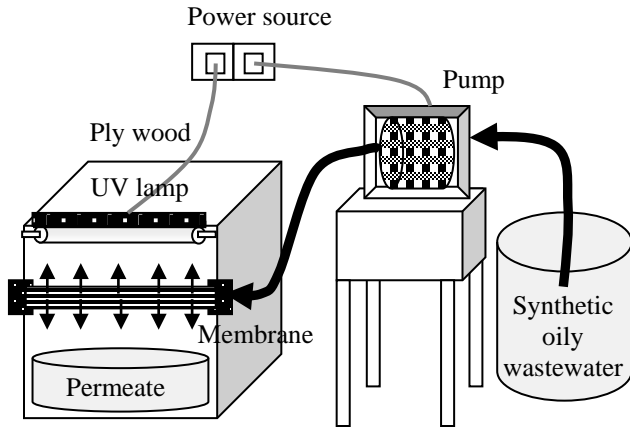 Power source
Pump
Ply wood
UV lamp
Membrane
Synthetic
oily
wastewater
Permeate